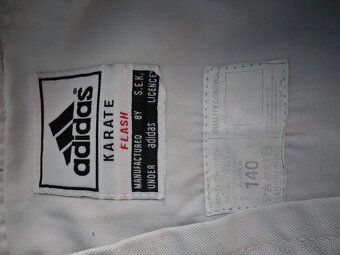 adidas
KARATE
FLASH
MANUFACTURED BY S.E.K.
UNDER adidas LICENCE
QUALITY CONTROL
140